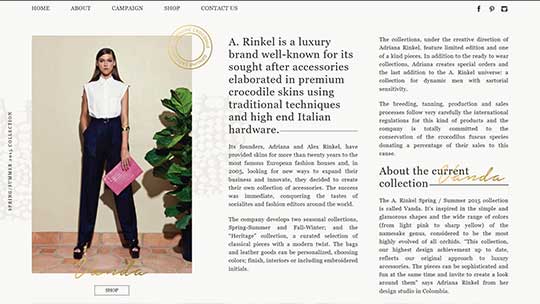 HOME ABOUT CAMPAIGN SHOP CONTACT US
SPRING/SUMMER 2015 COLLECTION
Vanda
SHOP
A. Rinkel is a luxury
brand well-known for its
sought after accessories
elaborated in premium
crocodile skins using
traditional techniques
and high end Italian
hardware.
Its founders, Adriana and Alex Rinkel, have
provided skins for more than twenty years to the
most famous European fashion houses and, in
2005, looking for new ways to expand their
business and innovate, they decided to create
their own collection of accessories. The success
was immediate, conquering the tastes of
socialites and fashion editors around the world.
The company develops two seasonal collections,
Spring-Summer and Fall-Winter; and the
"Heritage" collection, a curated selection of
classical pieces with a modern twist. The bags
and leather goods can be personalized, choosing
colors; finish, interiors or including embroidered
initials.
The collections, under the creative direction of
Adriana Rinkel, feature limited edition and one
of a kind pieces. In addition to the ready to wear
collections, Adriana creates special orders and
the last addition to the A. Rinkel universe: a
collection for dynamic men with sartorial
sensitivity.
The breeding, tanning, production and sales
processes follow very carefully the international
regulations for this kind of products and the
company is totally committed to the
conservation of the crocodilus fuscus species
donating a percentage of their sales to this
cause.
About the current
collection Vanda
The A. Rinkel Spring / Summer 2015 collection
is called Vanda. It's inspired in the simple and
glamorous shapes and the wide range of colors
(from light pink to sharp yellow) of the
namesake genus, considered to be the most
highly evolved of all orchids. "This collection,
our highest design achievement up to date,
reflects our original approach to luxury
accessories. The pieces can be sophisticated and
fun at the same time and invite to create a look
around them" says Adriana Rinkel from her
design studio in Colombia.